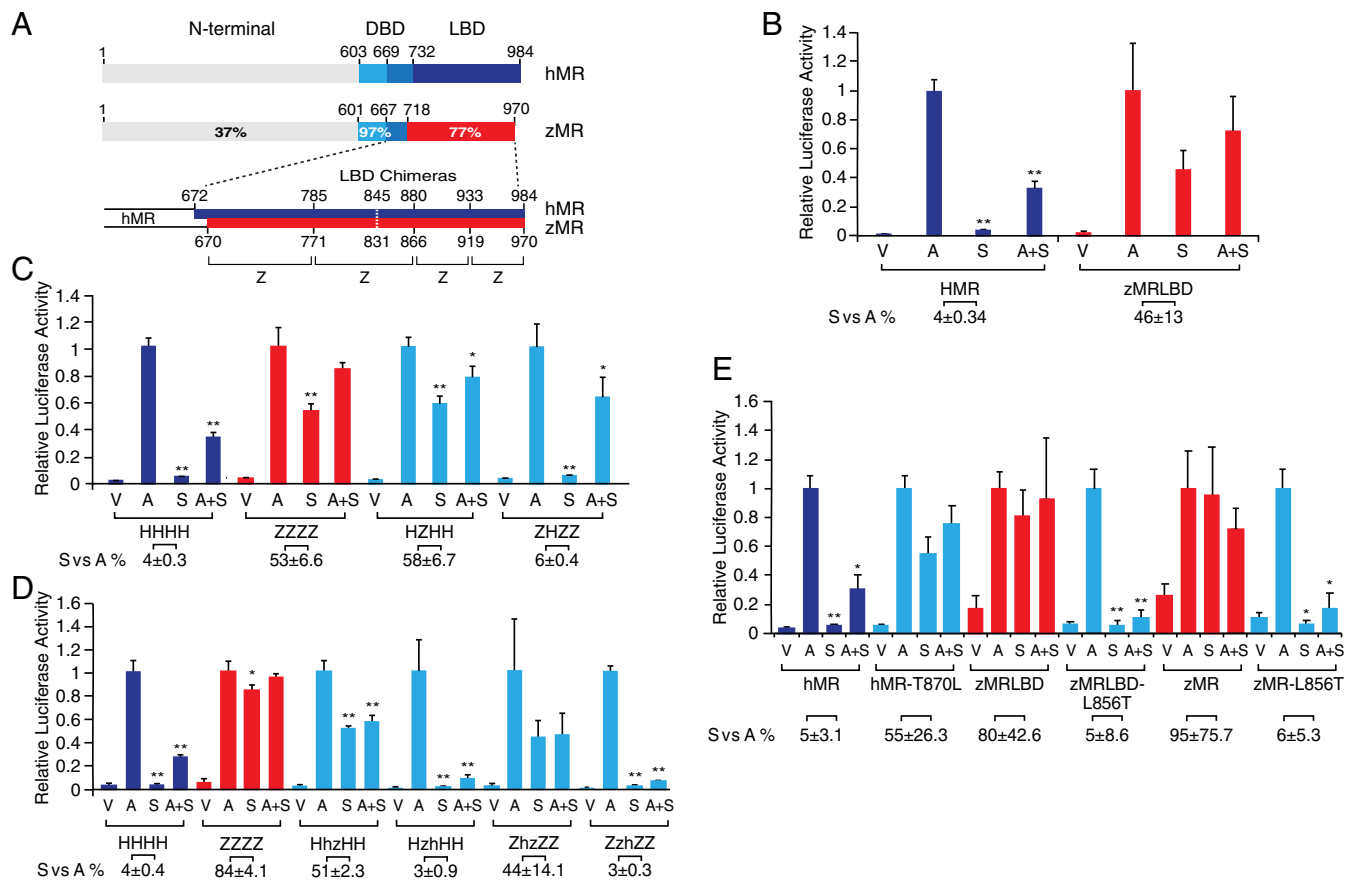 A
N-terminal DBD LBD
1 603 669 732 984
hMR
1 601 667 718 970
37% 97% 77% zMR
LBD Chimeras
672 785 845 880 933 984
hMR hMR
zMR
670 771 831 866 919 970
Z Z Z Z
B
Relative Luciferase Activity
1.4
1.2
1
0.8
0.6
0.4
0.2
0
** **
V A S A+S V A S A+S
HMR zMRLBD
S vs A % 4±0.34 46±13
C
Relative Luciferase Activity
1.4
1.2
1
0.8
0.6
0.4
0.2
0
** ** ** ** * ** *
V A S A+S V A S A+S V A S A+S V A S A+S
HHHH ZZZZ HZHH ZHZZ
S vs A % 4±0.3 53±6.6 58±6.7 6±0.4
D
Relative Luciferase Activity
1.6
1.4
1.2
1
0.8
0.6
0.4
0.2
0
** ** * ** ** ** ** ** **
V A S A+S V A S A+S V A S A+S V A S A+S V A S A+S V A S A+S
HHHH ZZZZ HhzHH HzhHH ZhzZZ ZzhZZ
S vs A % 4±0.4 84±4.1 51±2.3 3±0.9 44±14.1 3±0.3
E
Relative Luciferase Activity
1.6
1.4
1.2
1
0.8
0.6
0.4
0.2
0
** * ** ** * *
V A S A+S V A S A+S V A S A+S V A S A+S V A S A+S V A S A+S
hMR hMR-T870L zMRLBD zMRLBD- zMR zMR-L856T
L856T
S vs A % 5±3.1 55±26.3 80±42.6 5±8.6 95±75.7 6±5.3